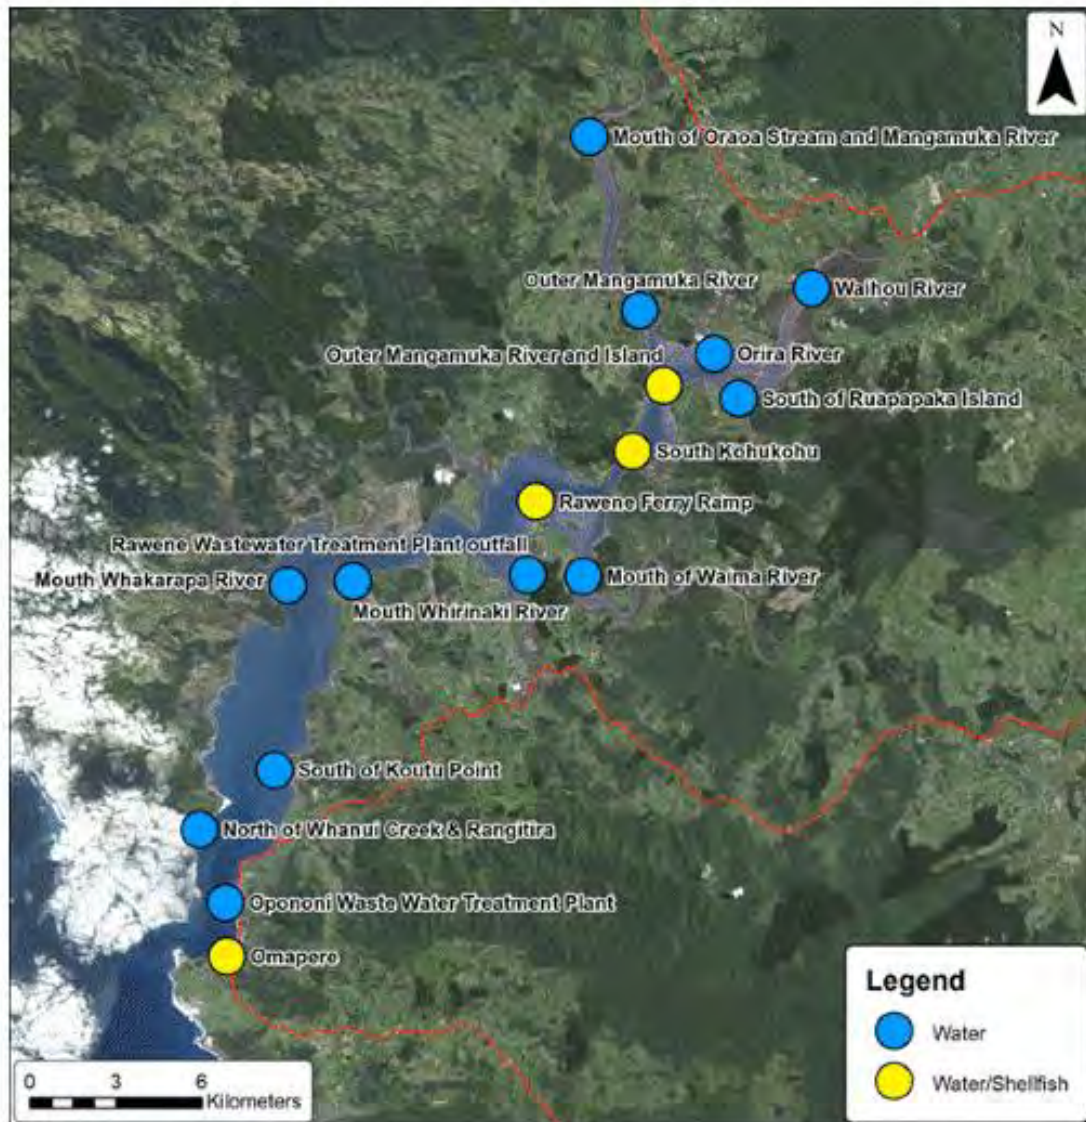 N
Mouth of Oraoa Stream and Mangamuka River
Outer Mangamuka River
Waihou River
Outer Mangamuka River and Island
Orira River
South of Ruapapaka Island
South Kohukohu
Rawene Ferry Ramp
Rawene Wastewater Treatment Plant outfall
Mouth Whakarapa River
Mouth of Waima River
Mouth Whirinaki River
South of Koutu Point
North of Whanui Creek & Rangitira
Opononi Waste Water Treatment Plant
Omapere
Legend
Water
Water/Shellfish
0 3 6
Kilometers